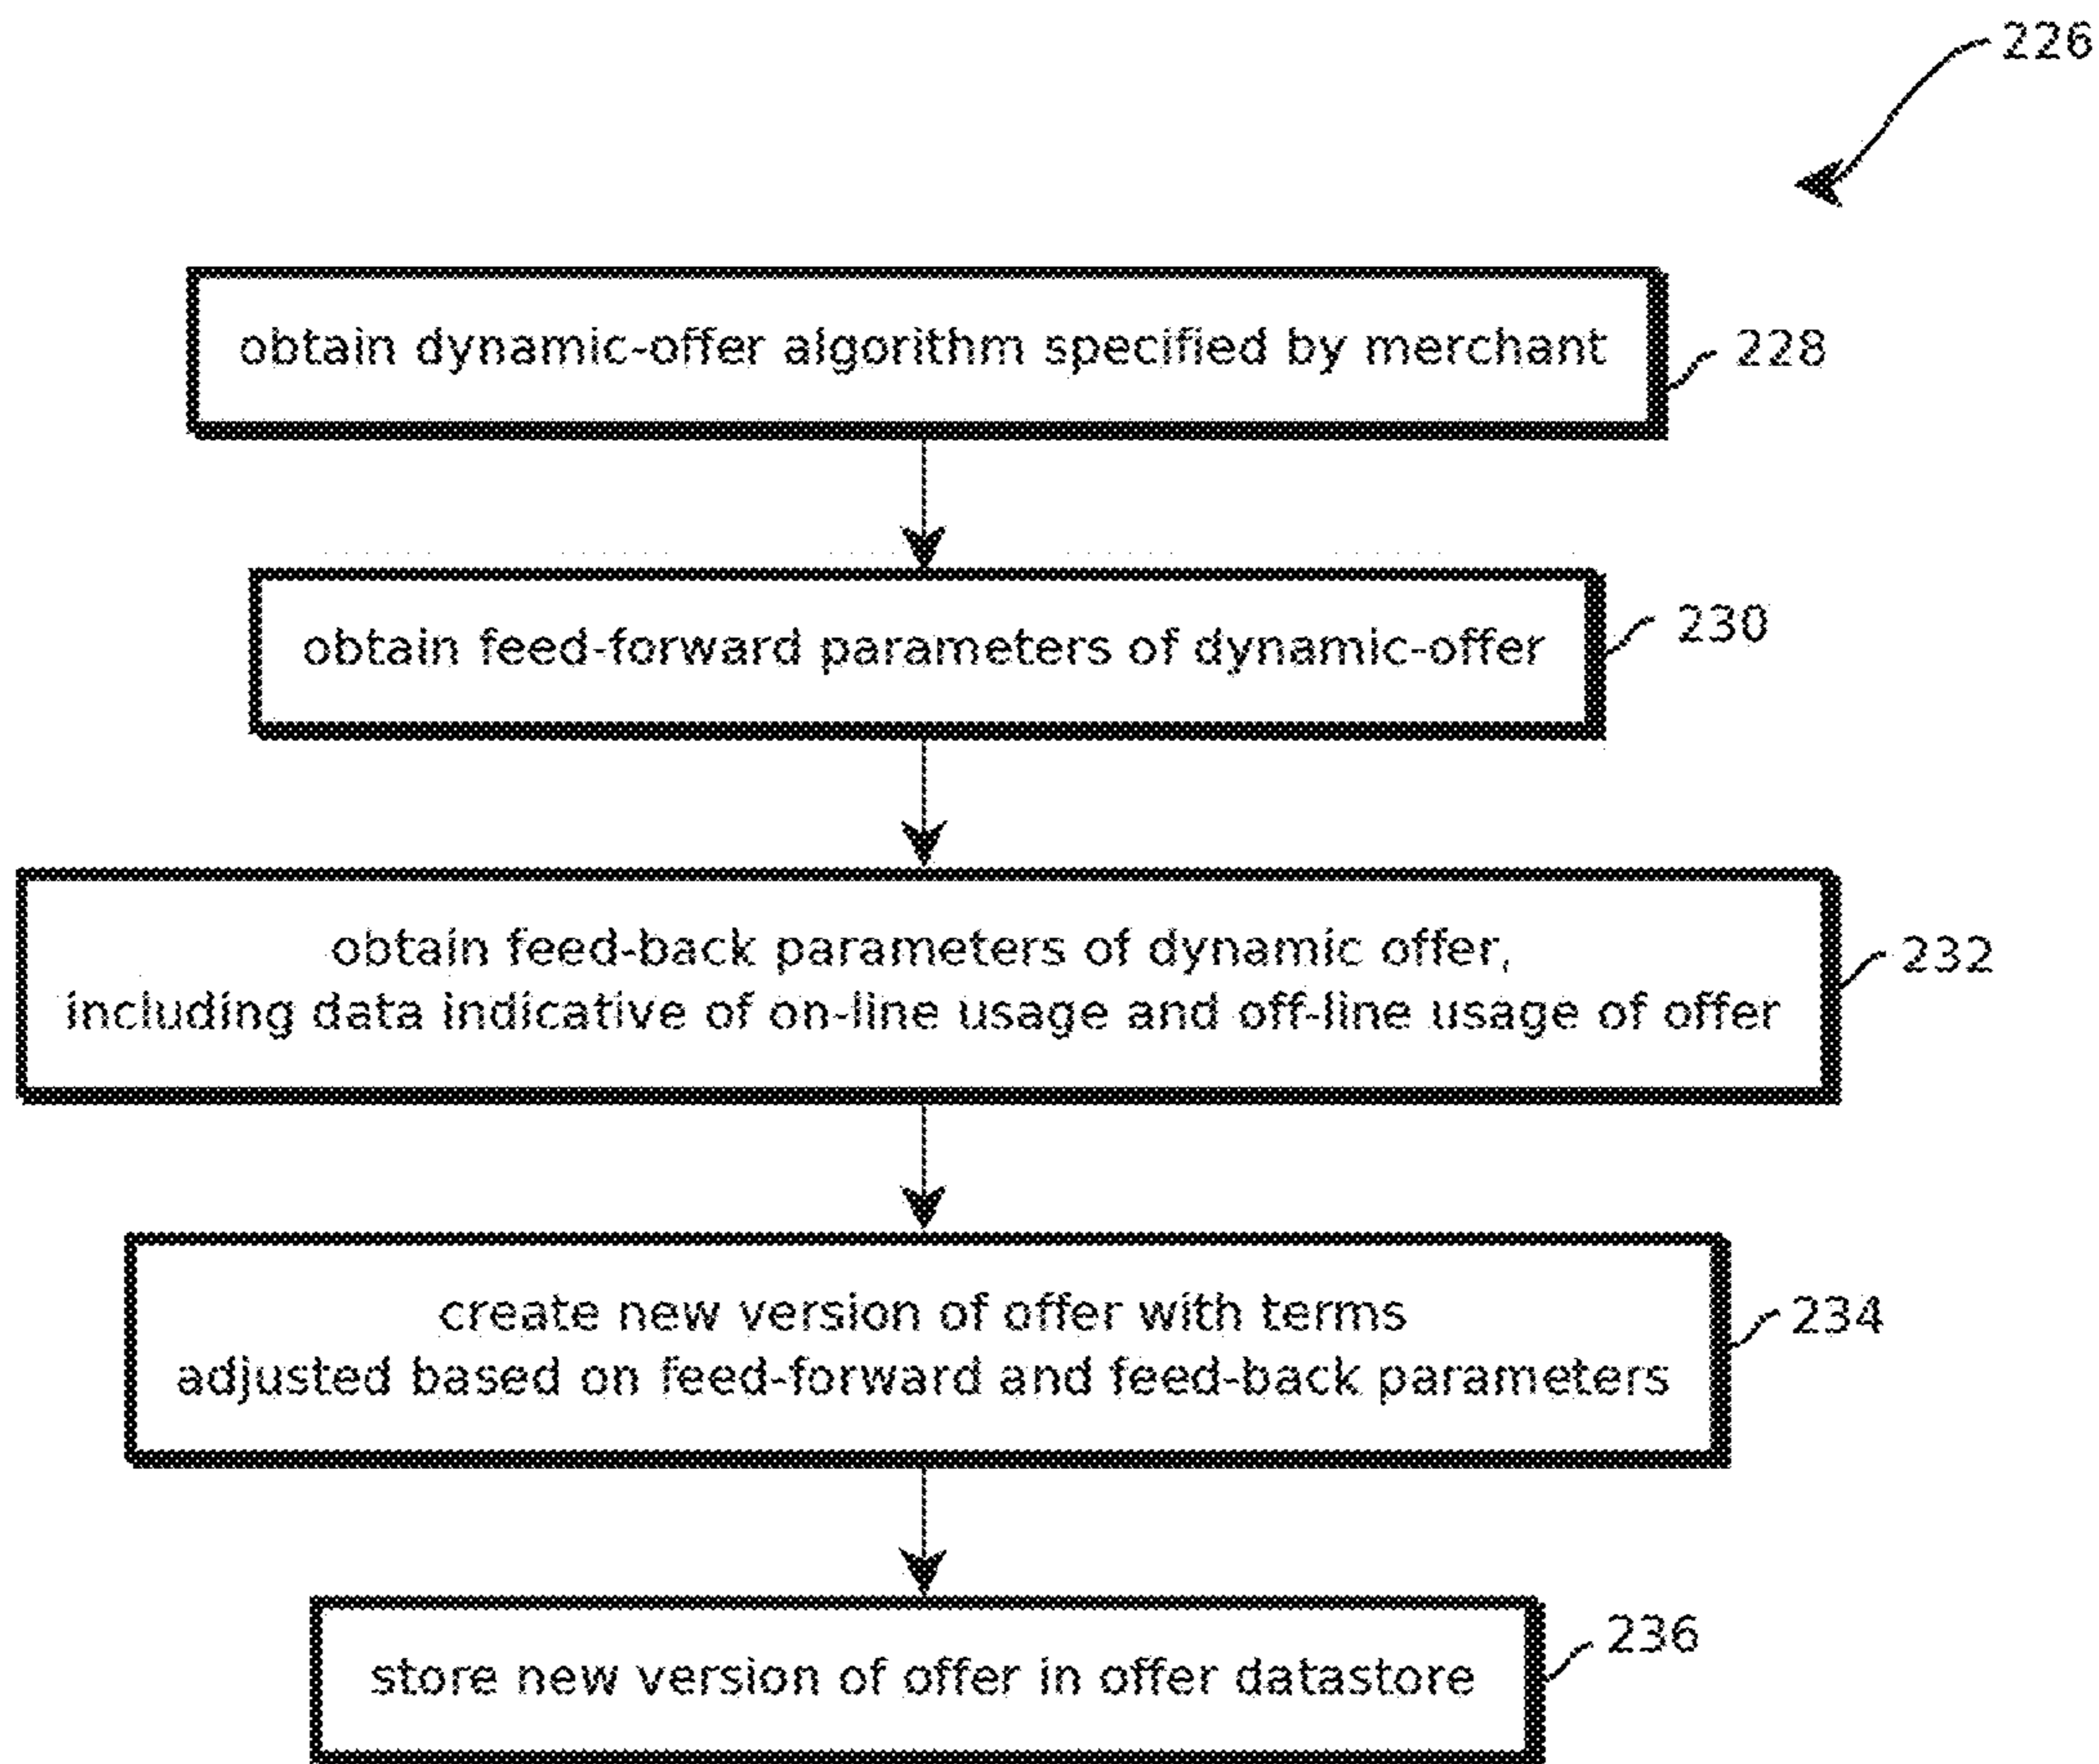 226
obtain dynamic-offer algorithm specified by merchant
228
obtain feed-forward parameters of dynamic-offer
230
obtain feed-back parameters of dynamic offer,
including data indicative of on-line usage and off-line usage of offer
232
create new version of offer with terms
adjusted based on feed-forward and feed-back parameters
234
store new version of offer in offer datastore
236